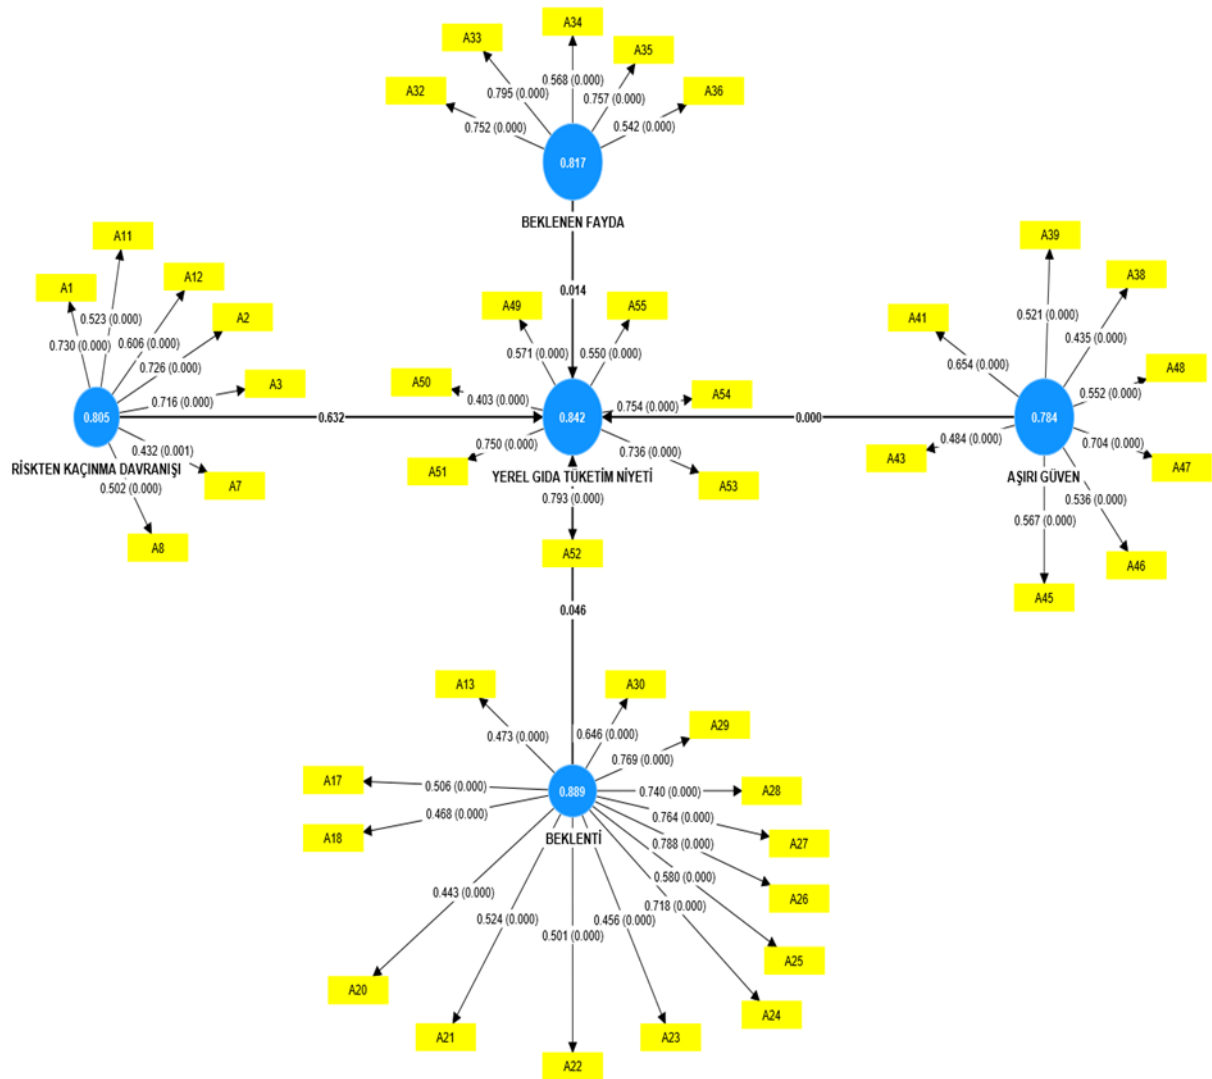 A34
A33
A35
A32
A36
0.568 (0.000)
0.795 (0.000)
0.757 (0.000)
0.752 (0.000)
0.542 (0.000)
0.817
BEKLENEN FAYDA
0.014
A11
A1
A12
A2
A3
0.523 (0.000)
0.730 (0.000)
0.606 (0.000)
0.726 (0.000)
0.716 (0.000)
0.805
0.432 (0.001)
RİSKTEN KAÇINMA DAVRANIŞI
0.502 (0.000)
A7
A8
0.632
A49
A55
0.571 (0.000)
0.550 (0.000)
A50
0.403 (0.000)
0.754 (0.000)
A54
0.842
0.750 (0.000)
0.736 (0.000)
A51
YEREL GIDA TÜKETİM NİYETİ
A53
0.793 (0.000)
A52
0.000
A39
A38
A41
0.521 (0.000)
0.435 (0.000)
0.654 (0.000)
A48
0.552 (0.000)
0.784
0.484 (0.000)
0.704 (0.000)
A43
A47
AŞIRI GÜVEN
0.536 (0.000)
0.567 (0.000)
A46
A45
0.046
A13
A30
A29
0.473 (0.000)
0.646 (0.000)
0.769 (0.000)
A17
0.506 (0.000)
0.889
0.740 (0.000)
A28
0.468 (0.000)
0.764 (0.000)
A18
BEKLENTİ
0.788 (0.000)
A27
0.580 (0.000)
0.443 (0.000)
A26
0.718 (0.000)
0.524 (0.000)
0.456 (0.000)
0.501 (0.000)
A25
A20
A24
A21
A23
A22